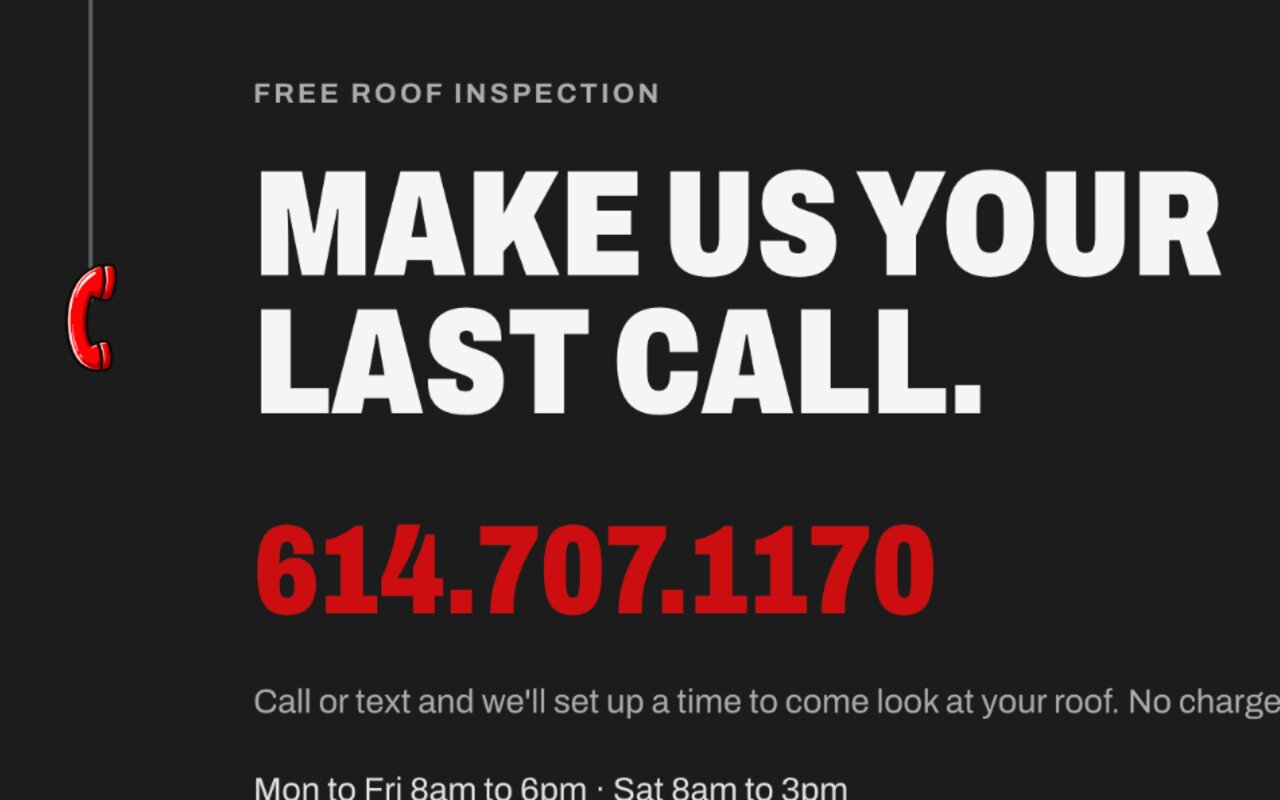 FREE ROOF INSPECTION
MAKE US YOUR
LAST CALL.
614.707.1170
Call or text and we'll set up a time to come look at your roof. No charge
Mon to Fri 8am to 6pm · Sat 8am to 3pm